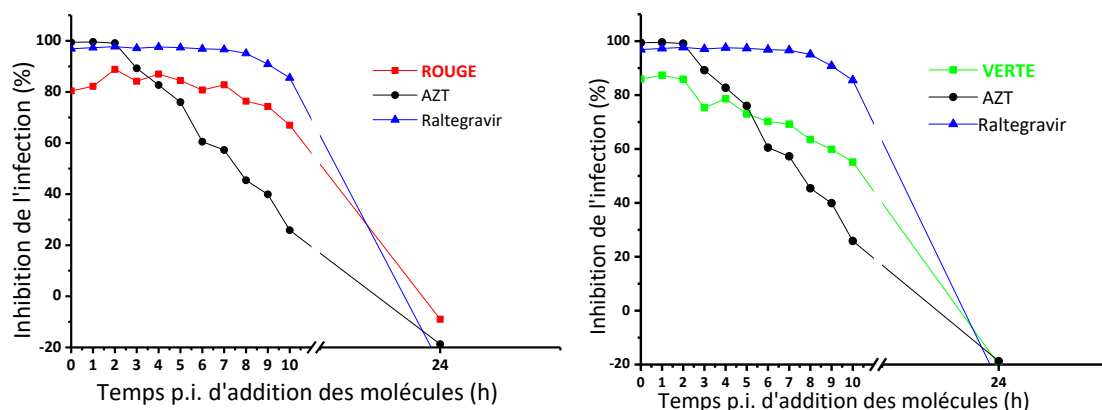 Inhibition de l'infection (%)
100
80
60
40
20
0
-20
ROUGE
AZT
Raltegravir
0 1 2 3 4 5 6 7 8 9 10 24
Temps p.i. d'addition des molécules (h)
Inhibition de l'infection (%)
100
80
60
40
20
0
-20
VERTE
AZT
Raltegravir
0 1 2 3 4 5 6 7 8 9 10 24
Temps p.i. d'addition des molécules (h)